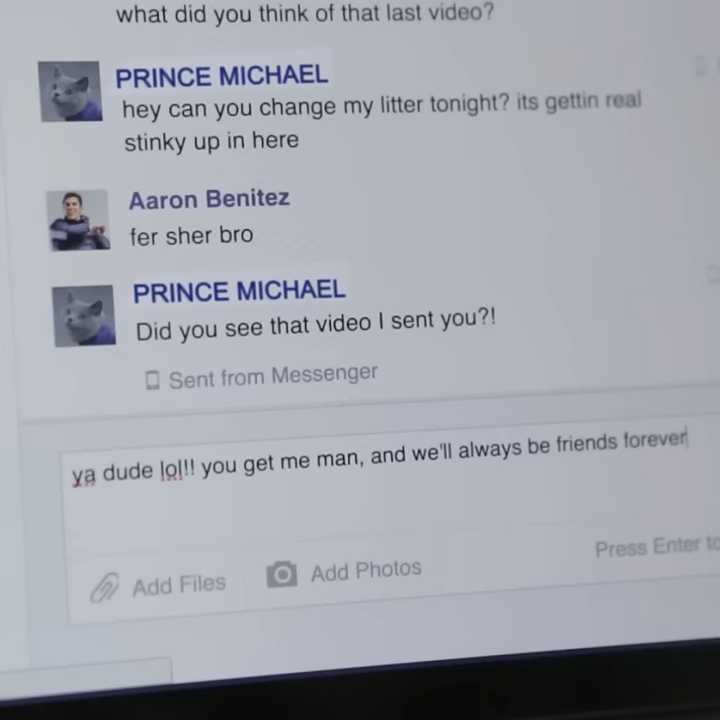 what did you think of that last video?
PRINCE MICHAEL
hey can you change my litter tonight? its gettin real
stinky up in here
Aaron Benitez
fer sher bro
PRINCE MICHAEL
Did you see that video I sent you?!
Sent from Messenger
ya dude lol!! you get me man, and we'll always be friends forever
Add Files
Add Photos
Press Enter to